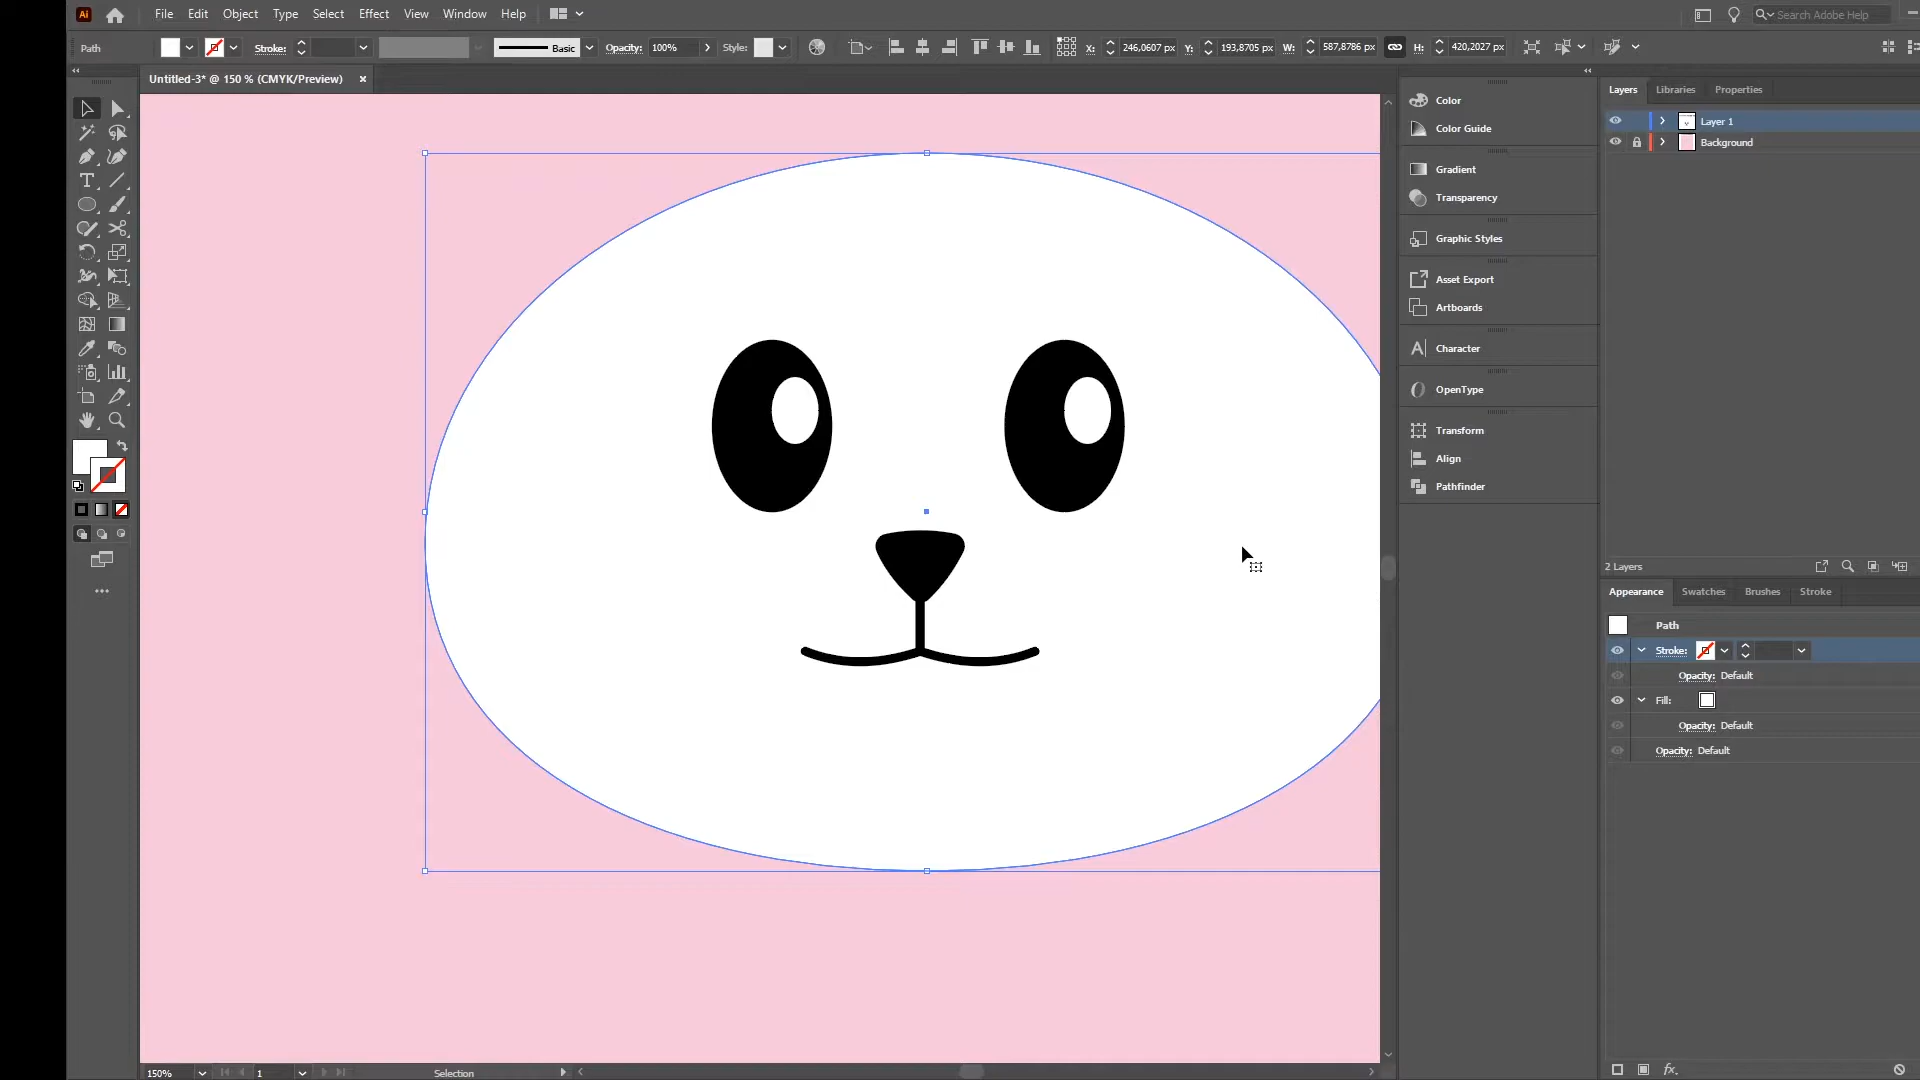 Ai File Edit Object Type Select Effect View Window Help Search Adobe Help
Path Stroke: Basic Opacity: 100% Style: X: 246,0607 px Y: 193,8705 px W: 587,8786 px H: 420,2027 px
Untitled-3* @ 150 % (CMYK/Preview)
Color
Color Guide
Gradient
Transparency
Graphic Styles
Asset Export
Artboards
Character
OpenType
Transform
Align
Pathfinder
Layers Libraries Properties
Layer 1
Background
2 Layers
Appearance Swatches Brushes Stroke
Path
Stroke:
Opacity: Default
Fill:
Opacity: Default
Opacity: Default
150% 1 Selection